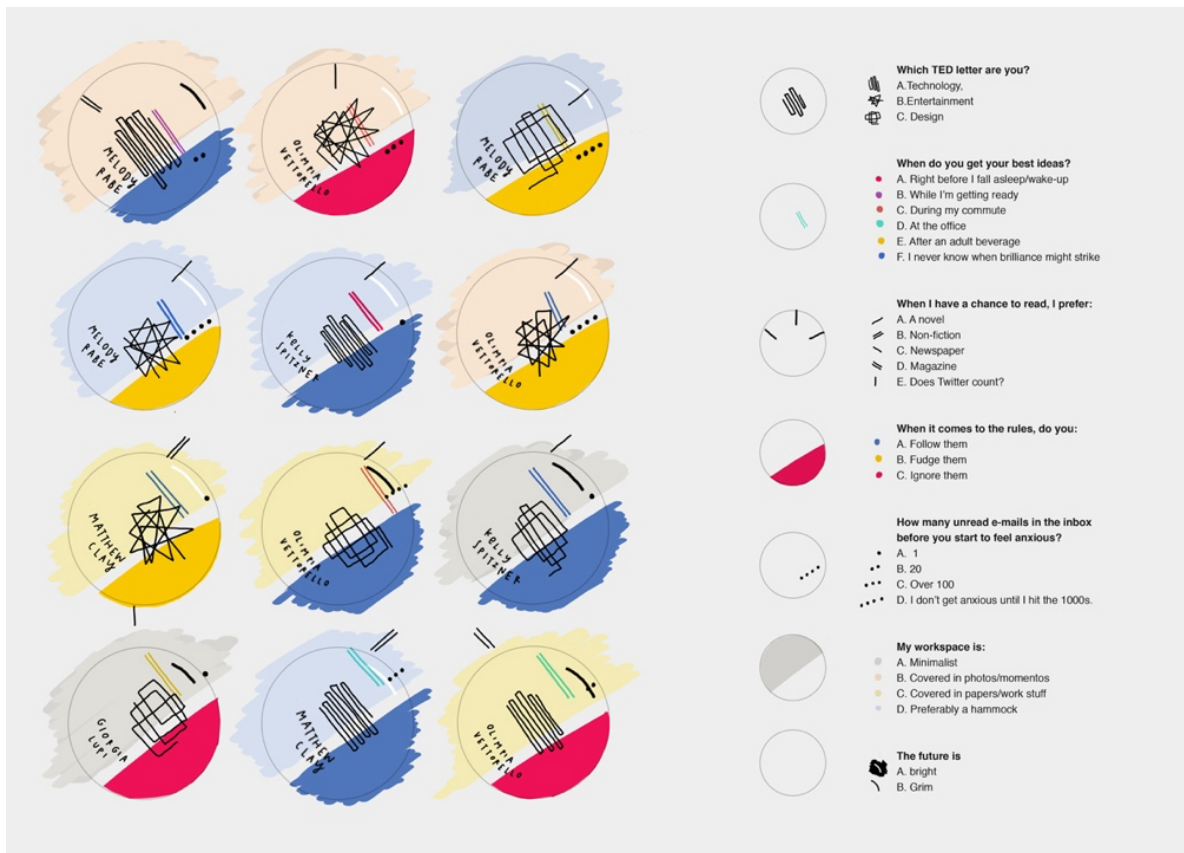 MELODY
RABE
OLIMPIA
VETTORELLO
MELODY
RABE
MELODY
RABE
KELLY
SPITZNER
OLIMPIA
VETTORELLO
MATTHEW
CLAY
OLIMPIA
VETTORELLO
KELLY
SPITZNER
GIORGIA
LUPI
MATTHEW
CLAY
OLIMPIA
VETTORELLO
Which TED letter are you?
A.Technology,
B.Entertainment
C. Design
When do you get your best ideas?
A. Right before I fall asleep/wake-up
B. While I'm getting ready
C. During my commute
D. At the office
E. After an adult beverage
F. I never know when brilliance might strike
When I have a chance to read, I prefer:
A. A novel
B. Non-fiction
C. Newspaper
D. Magazine
E. Does Twitter count?
When it comes to the rules, do you:
A. Follow them
B. Fudge them
C. Ignore them
How many unread e-mails in the inbox
before you start to feel anxious?
A. 1
B. 20
C. Over 100
D. I don't get anxious until I hit the 1000s.
My workspace is:
A. Minimalist
B. Covered in photos/momentos
C. Covered in papers/work stuff
D. Preferably a hammock
The future is
A. bright
B. Grim